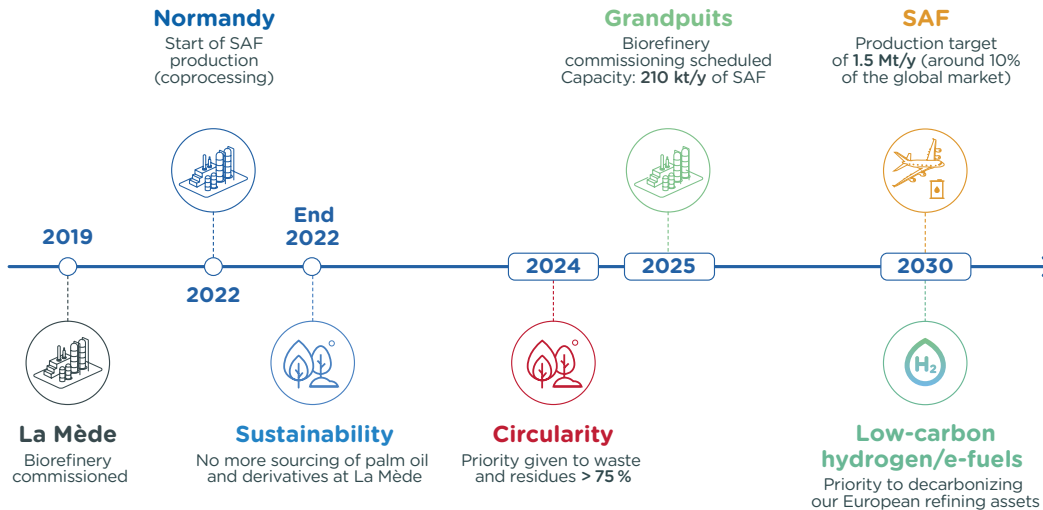 Normandy
Start of SAF
production
(coprocessing)
Grandpuits
Biorefinery
commissioning scheduled
Capacity: 210 kt/y of SAF
SAF
Production target
of 1.5 Mt/y (around 10%
of the global market)
2019
2022
End
2022
2024
2025
2030
H₂
La Mède
Biorefinery
commissioned
Sustainability
No more sourcing of palm oil
and derivatives at La Mède
Circularity
Priority given to waste
and residues > 75 %
Low-carbon
hydrogen/e-fuels
Priority to decarbonizing
our European refining assets